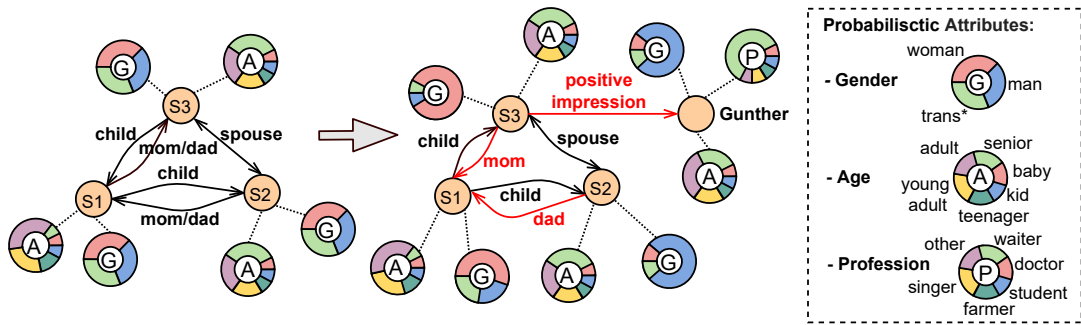 G
A
S3
child
spouse
mom/dad
child
S1
S2
mom/dad
A
G
A
G
A
G
P
G
positive
impression
S3
Gunther
child
spouse
mom
A
S1
child
S2
dad
A
G
A
G
Probabilisctic Attributes:
woman
- Gender
G
man
trans*
adult
senior
baby
- Age
A
young
adult
kid
teenager
waiter
other
doctor
- Profession
P
singer
student
farmer